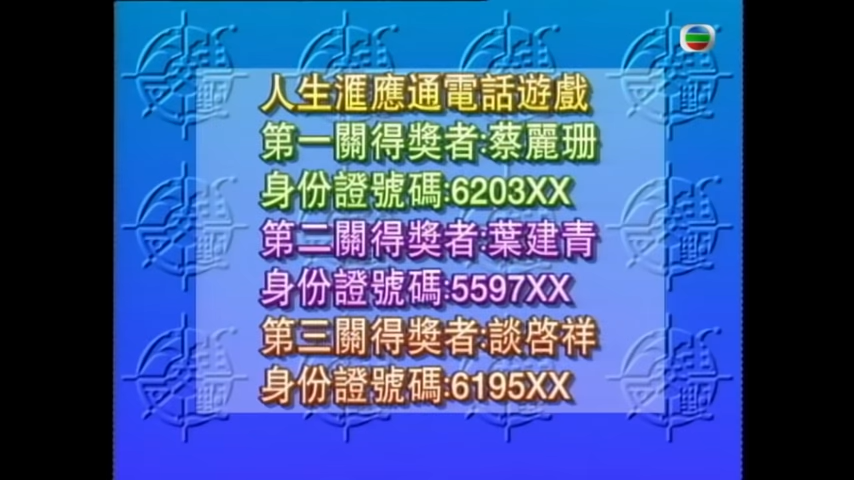 人生滙應通電話遊戲
第一關得獎者:蔡麗珊
身份證號碼:6203XX
第二關得獎者:葉建青
身份證號碼:5597XX
第三關得獎者:談啓祥
身份證號碼:6195XX